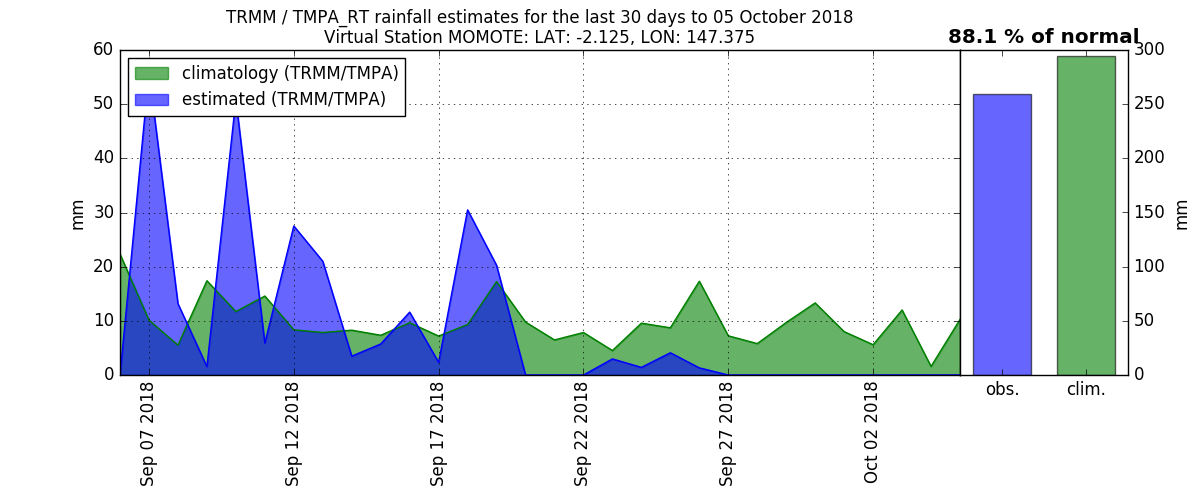 TRMM / TMPA_RT rainfall estimates for the last 30 days to 05 October 2018
Virtual Station MOMOTE: LAT: -2.125, LON: 147.375
88.1 % of normal
climatology (TRMM/TMPA)
estimated (TRMM/TMPA)
60
50
40
30
20
10
0
mm
Sep 07 2018
Sep 12 2018
Sep 17 2018
Sep 22 2018
Sep 27 2018
Oct 02 2018
obs.
clim.
300
250
200
150
100
50
0
mm